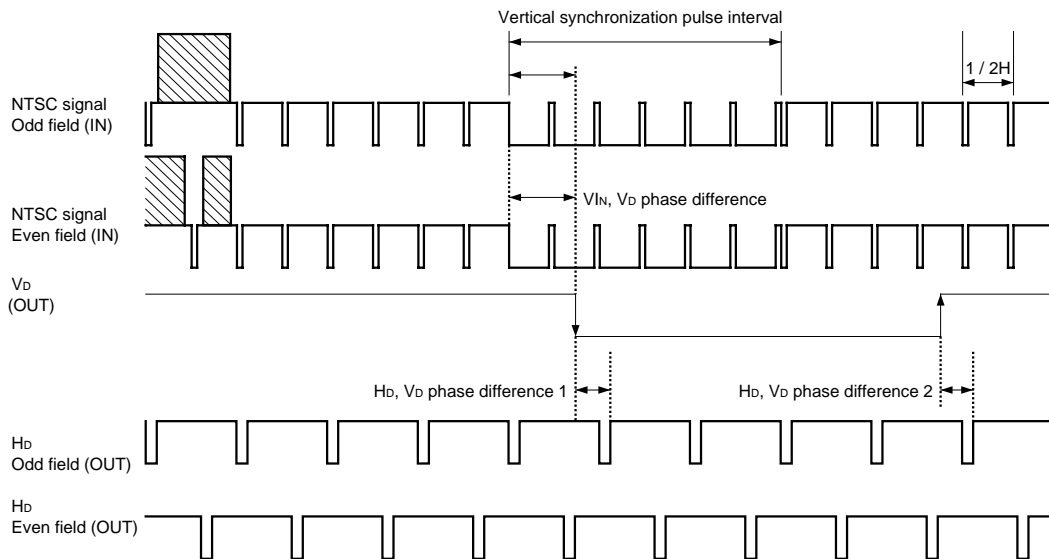 Vertical synchronization pulse interval
1 / 2H
NTSC signal
Odd field (IN)
VIN, VD phase difference
NTSC signal
Even field (IN)
VD
(OUT)
HD, VD phase difference 1
HD, VD phase difference 2
HD
Odd field (OUT)
HD
Even field (OUT)